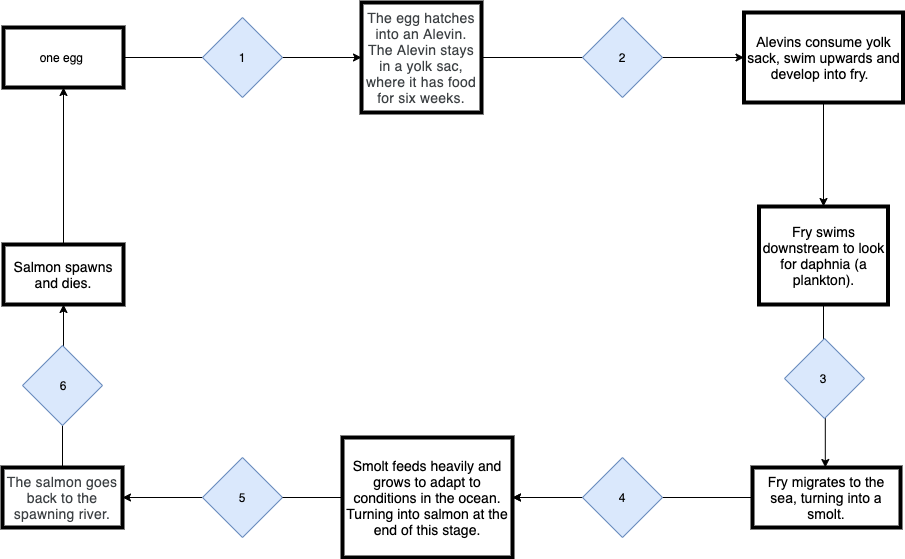 one egg
1
The egg hatches
into an Alevin.
The Alevin stays
in a yolk sac,
where it has food
for six weeks.
2
Alevins consume yolk
sack, swim upwards and
develop into fry.
Fry swims
downstream to look
for daphnia (a
plankton).
3
Fry migrates to the
sea, turning into a
smolt.
4
Smolt feeds heavily and
grows to adapt to
conditions in the ocean.
Turning into salmon at the
end of this stage.
5
The salmon goes
back to the
spawning river.
6
Salmon spawns
and dies.